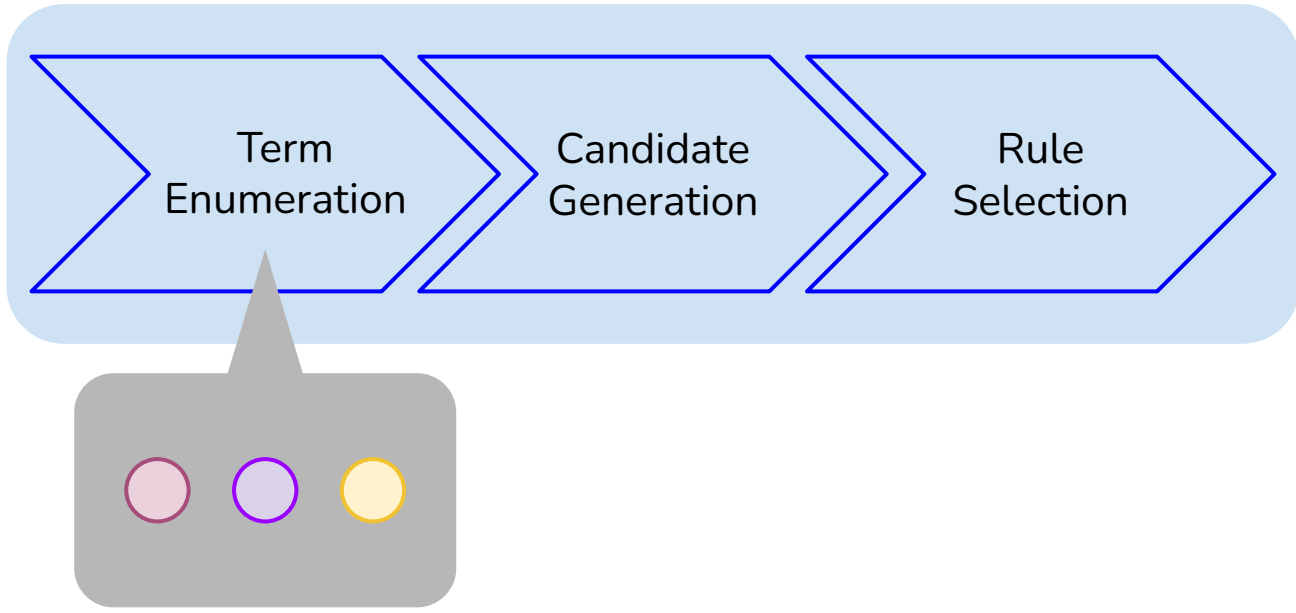 Term
Enumeration
Candidate
Generation
Rule
Selection